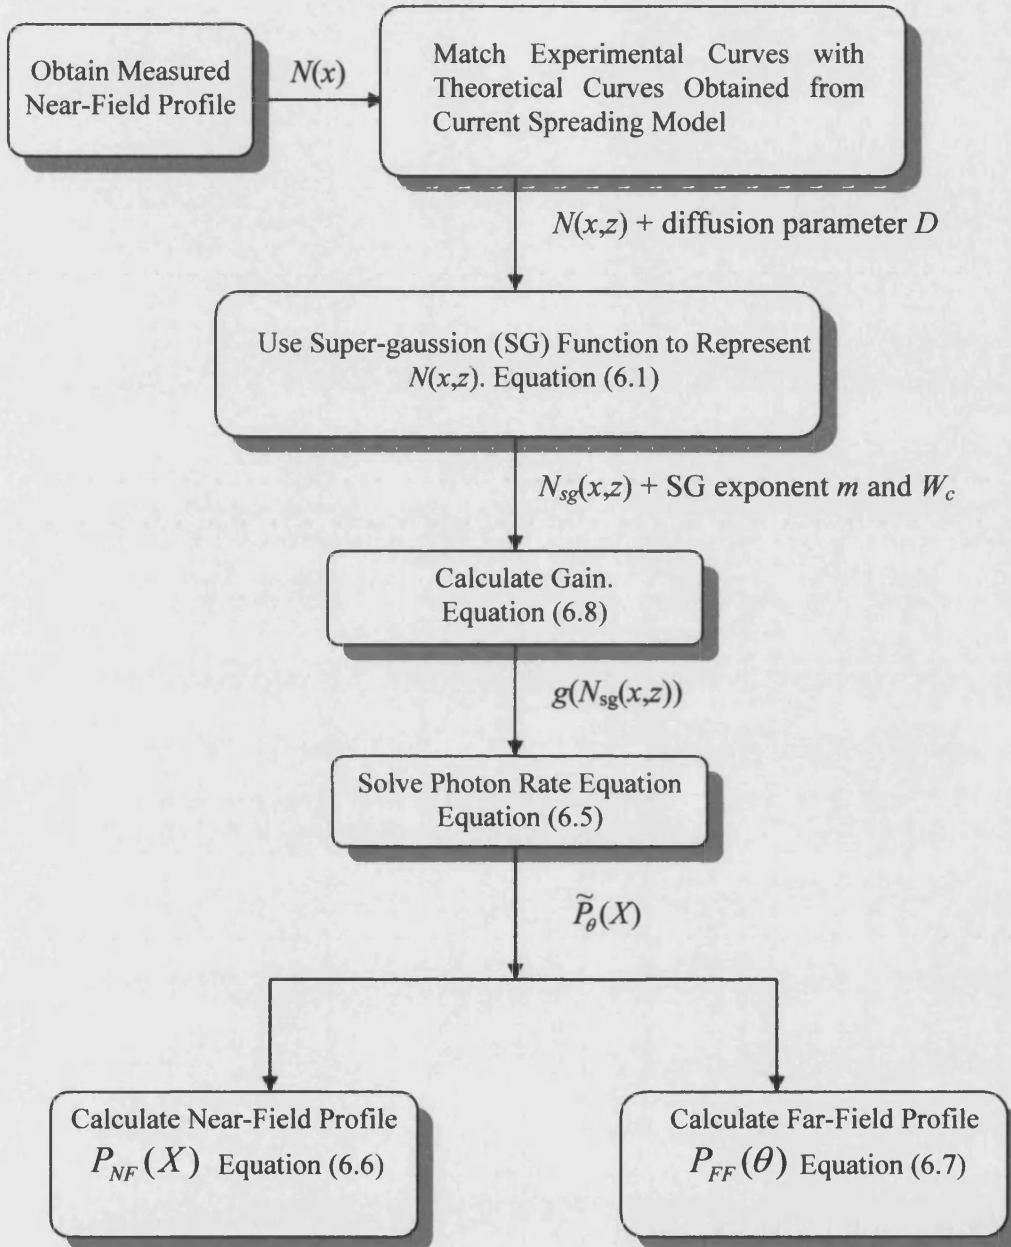 Obtain Measured
Near-Field Profile
N(x)
Match Experimental Curves with
Theoretical Curves Obtained from
Current Spreading Model
N(x,z) + diffusion parameter D
Use Super-gaussion (SG) Function to Represent
N(x,z). Equation (6.1)
N_sg(x,z) + SG exponent m and W_c
Calculate Gain.
Equation (6.8)
g(N_sg(x,z))
Solve Photon Rate Equation
Equation (6.5)
P̃_θ(X)
Calculate Near-Field Profile
P_NF(X) Equation (6.6)
Calculate Far-Field Profile
P_FF(θ) Equation (6.7)